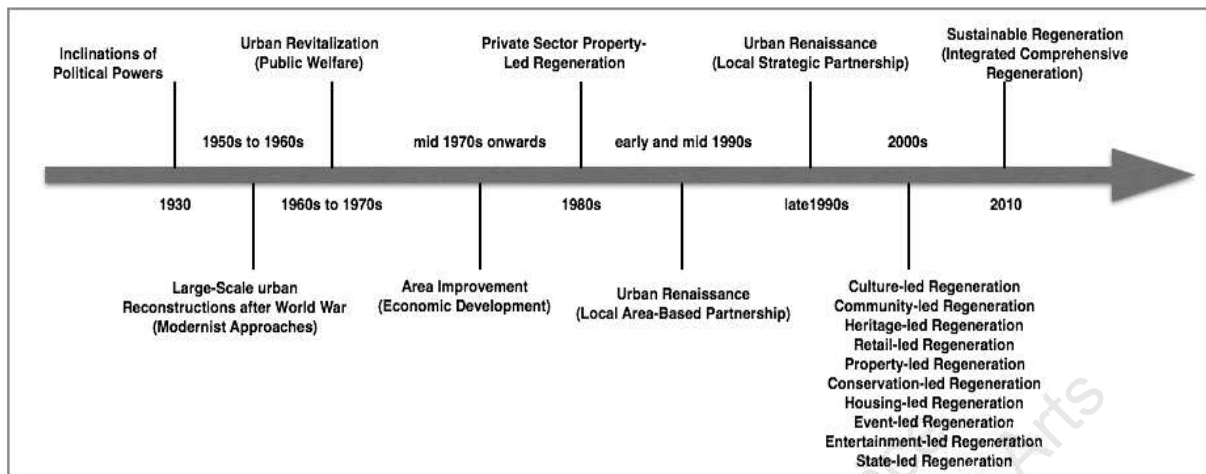 Inclinations of
Political Powers
Urban Revitalization
(Public Welfare)
Private Sector Property-
Led Regeneration
Urban Renaissance
(Local Strategic Partnership)
Sustainable Regeneration
(Integrated Comprehensive
Regeneration)
1950s to 1960s
mid 1970s onwards
early and mid 1990s
2000s
1930
1960s to 1970s
1980s
late1990s
2010
Large-Scale urban
Reconstructions after World War
(Modernist Approaches)
Area Improvement
(Economic Development)
Urban Renaissance
(Local Area-Based Partnership)
Culture-led Regeneration
Community-led Regeneration
Heritage-led Regeneration
Retail-led Regeneration
Property-led Regeneration
Conservation-led Regeneration
Housing-led Regeneration
Event-led Regeneration
Entertainment-led Regeneration
State-led Regeneration
Arts